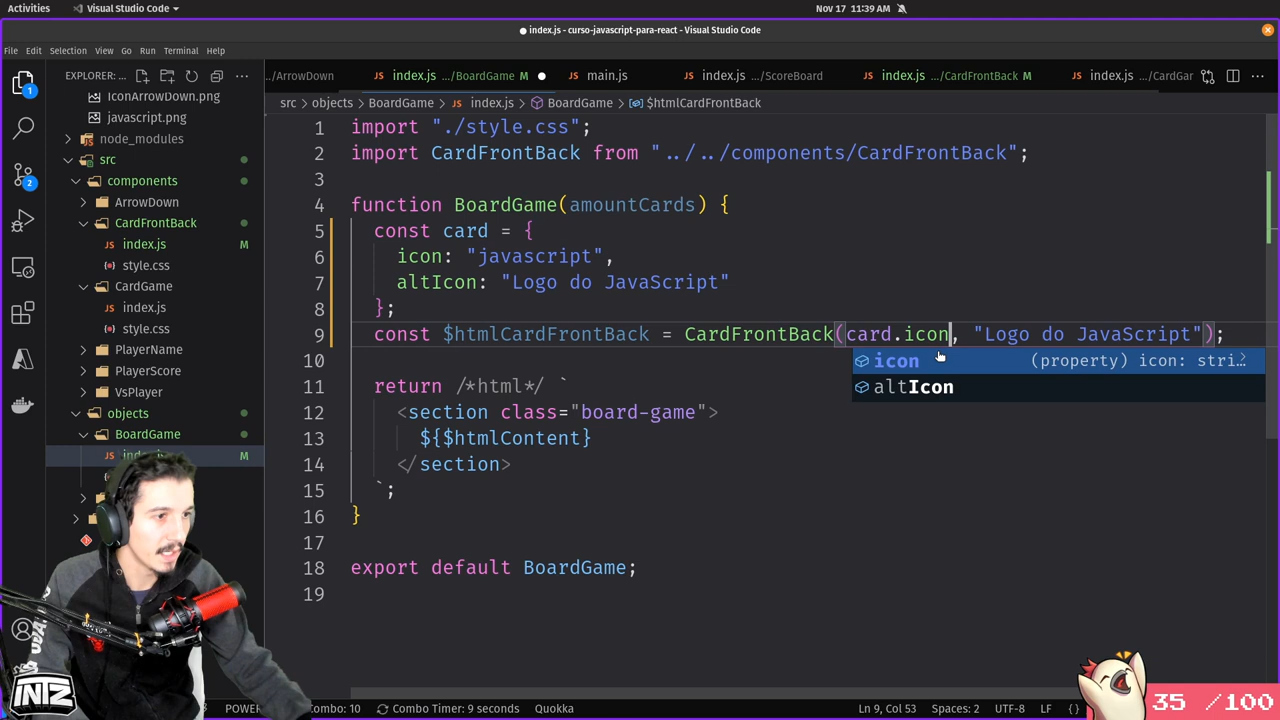 Activities
Visual Studio Code
Nov 17 11:39 AM
index.js - curso-javascript-para-react - Visual Studio Code
File Edit Selection View Go Run Terminal Help
EXPLORER: ...
.../ArrowDown
index.js .../BoardGame M
main.js
index.js .../ScoreBoard
index.js .../CardFrontBack M
index.js .../CardGar
src > objects > BoardGame > index.js > BoardGame > $htmlCardFrontBack
IconArrowDown.png
javascript.png
node_modules
src
components
ArrowDown
CardFrontBack
index.js M
style.css
CardGame
index.js
style.css
PlayerName
PlayerScore
VsPlayer
objects
BoardGame
index.js M
1 import "./style.css";
2 import CardFrontBack from "../../components/CardFrontBack";
3
4 function BoardGame(amountCards) {
5 const card = {
6 icon: "javascript",
7 altIcon: "Logo do JavaScript"
8 };
9 const $htmlCardFrontBack = CardFrontBack(card.icon, "Logo do JavaScript");
icon (property) icon: stri...
altIcon
10
11 return /*html*/ `
12 <section class="board-game">
13 ${$htmlContent}
14 </section>
15 `;
16 }
17
18 export default BoardGame;
19
1
2
INTZ
POWER
Combo: 10
Combo Times: 9 seconds
Quokka
Ln 9, Col 53
Spaces: 2
UTF-8
LF
{ }
35 /100